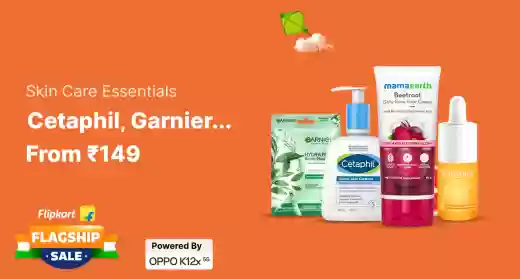 Skin Care Essentials
Cetaphil, Garnier...
From ₹149
Flipkart
FLAGSHIP
SALE
Powered By
OPPO K12x 5G
GARNIER
Cetaphil
mamaearth
Beetroot